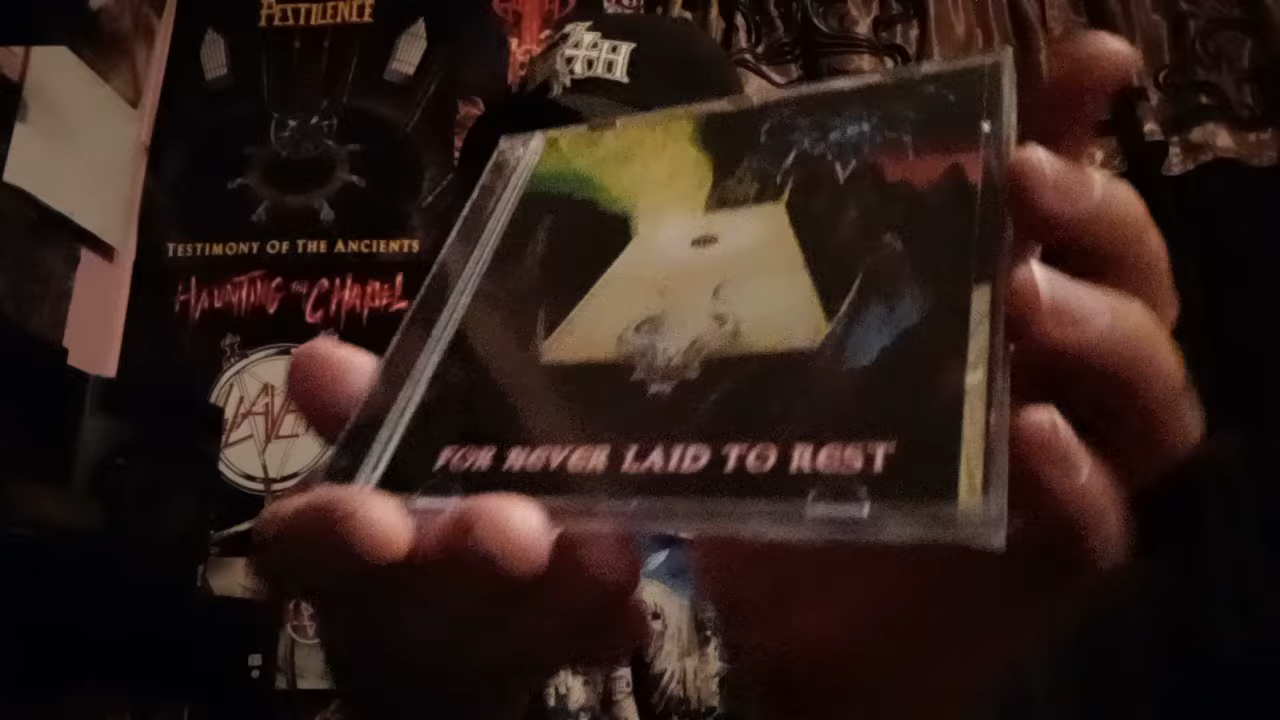 PESTILENCE
TESTIMONY OF THE ANCIENTS
HAUNTING THE CHAPEL
SLAYER
FOR NEVER LAID TO REST